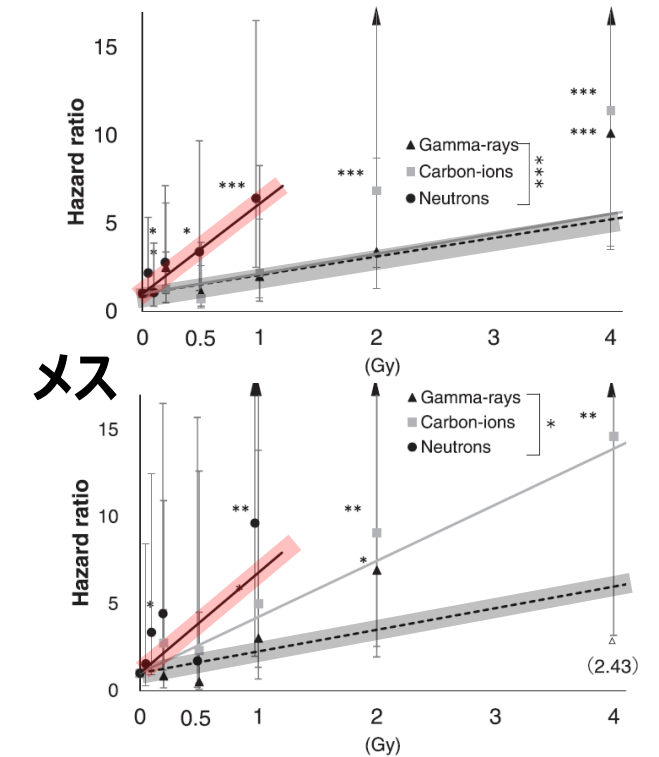 15
10
5
0
Hazard ratio
***
*
*
*
***
***
***
Gamma-rays
Carbon-ions
Neutrons
***
0 0.5 1 2 3 4
(Gy)
メス
15
10
5
0
Hazard ratio
*
**
*
**
*
**
Gamma-rays
Carbon-ions
Neutrons
*
(2.43)
0 0.5 1 2 3 4
(Gy)